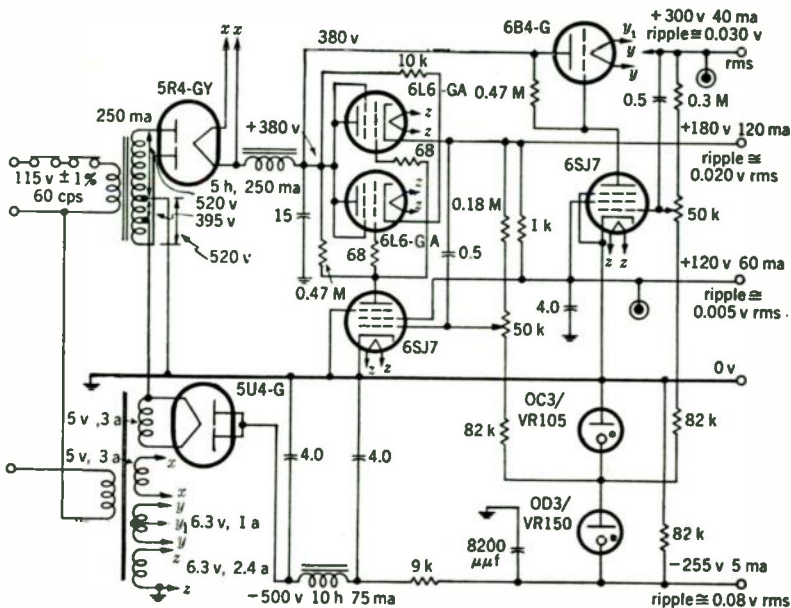 x x
380 v
6B4-G
y₁
y
y
+300 v 40 ma
ripple≅0.030 v
rms
5R4-GY
10 k
6L6-GA
0.47 M
0.5
0.3 M
250 ma
+380 v
z
z
+180 v 120 ma
ripple≅
0.020 v rms
115 v ± 1%
60 cps
5 h,
250 ma
520 v
395 v
520 v
68
6SJ7
15
z
z
0.18 M
1 k
50 k
6L6-GA
68
0.5
z z
0.47 M
+120 v 60 ma
ripple≅
0.005 v rms
4.0
50 k
6SJ7
z z
0 v
5U4-G
5 v, 3 a
OC3/
VR105
82 k
82 k
5 v, 3 a
4.0
4.0
x
x
y
y₁
y
6.3 v, 1 a
OD3/
VR150
8200
μμf
82 k
z
6.3 v, 2.4 a
z
9 k
−255 v 5 ma
−500 v 10 h 75 ma
ripple≅0.08 v rms